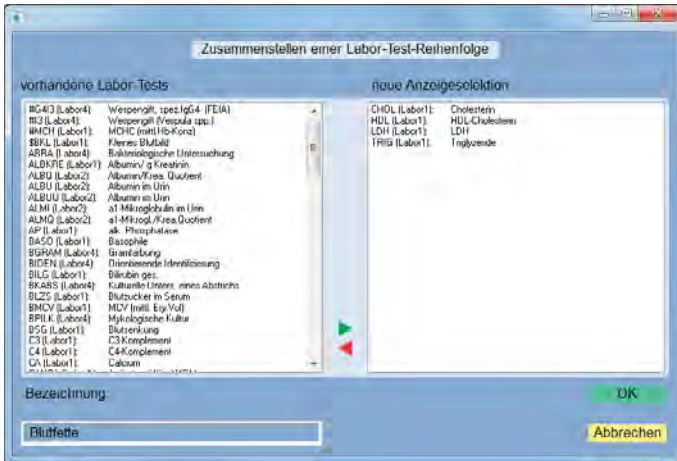 Zusammenstellen einer Labor-Test-Reihenfolge
vorhandene Labor-Tests
#G4I3 (Labor4): Wespengift, spez.IgG4 (FEIA)
#I3 (Labor4): Wespengift (Vespula spp.)
#MCH (Labor1): MCHC (mittl.Hb-Konz)
$BKL (Labor1): Kleines Blutbild
ABRA (Labor4): Bakteriologische Untersuchung
ALBKRE (Labor1): Albumin/ g Kreatinin
ALBQ (Labor2): Albumin/Krea. Quotient
ALBU (Labor2): Albumin im Urin
ALBUU (Labor2): Albumin im Urin
ALMI (Labor2): a1-Mikroglobulin im Urin
ALMQ (Labor2): a1-Mikrogl./Krea.Quotient
AP (Labor1): alk. Phosphatase
BASO (Labor1): Basophile
BGRAM (Labor4): Gramfärbung
BIDEN (Labor4): Orientierende Identifizierung
BILG (Labor1): Bilirubin ges.
BKABS (Labor4): Kulturelle Unters. eines Abstrichs
BLZS (Labor1): Blutzucker im Serum
BMCV (Labor1): MCV (mittl. Ery.Vol)
BPILK (Labor4): Mykologische Kultur
BSG (Labor1): Blutsenkung
C3 (Labor1): C3-Komplement
C4 (Labor1): C4-Komplement
CA (Labor1): Calcium
neue Anzeigeselektion
CHOL (Labor1): Cholesterin
HDL (Labor1): HDL-Cholesterin
LDH (Labor1): LDH
TRIG (Labor1): Triglyzeride
Bezeichnung:
Blutfette
OK
Abbrechen